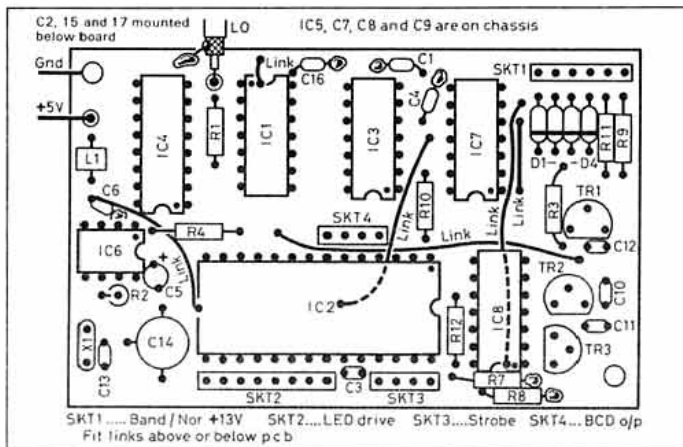 C2, 15 and 17 mounted
below board
IC5, C7, C8 and C9 are on chassis
LO
Gnd
+5V
Link
C16
C1
SKT1
C4
IC4
R1
IC1
IC3
IC7
R11
R9
D1--D4
L1
C6
R10
Link
Link
R3
TR1
SKT4
C12
R4
Link
Link
IC6
+
C5
R2
IC2
TR2
C10
IC8
C11
R12
TR3
X1
C13
C14
C3
SKT2
SKT3
R7
R8
SKT1..... Band/Nor +13V SKT2....LED drive SKT3....Strobe SKT4...BCD o/p
Fit links above or below pcb